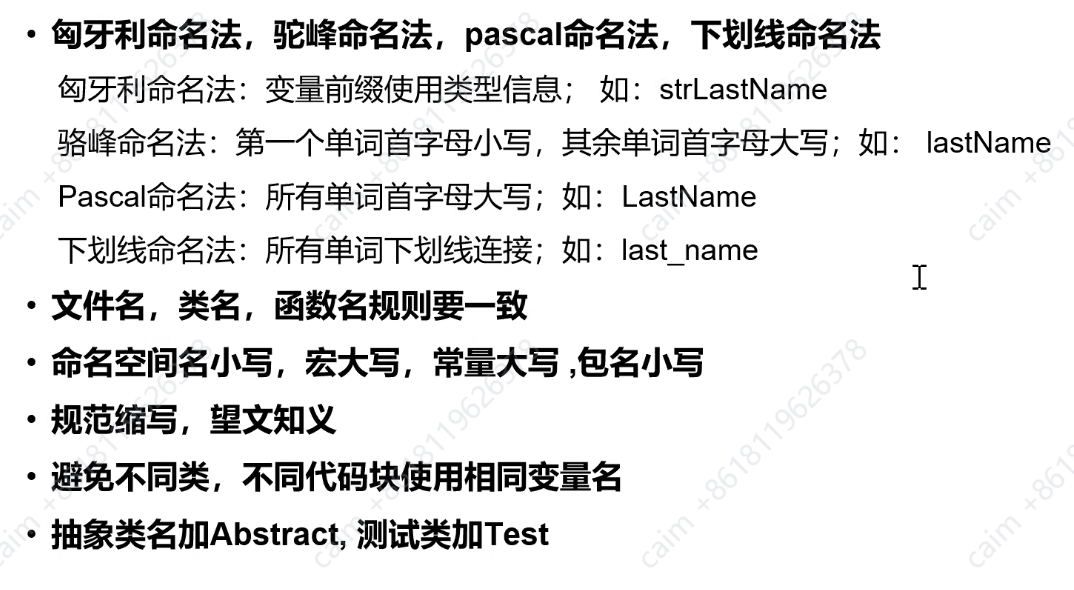 • 匈牙利命名法，驼峰命名法，pascal命名法，下划线命名法
匈牙利命名法：变量前缀使用类型信息； 如：strLastName
骆峰命名法：第一个单词首字母小写，其余单词首字母大写；如： lastName
Pascal命名法：所有单词首字母大写；如：LastName
下划线命名法：所有单词下划线连接；如：last_name
• 文件名，类名，函数名规则要一致
• 命名空间名小写，宏大写，常量大写 ,包名小写
• 规范缩写，望文知义
• 避免不同类，不同代码块使用相同变量名
• 抽象类名加Abstract, 测试类加Test
caim +8618119626378